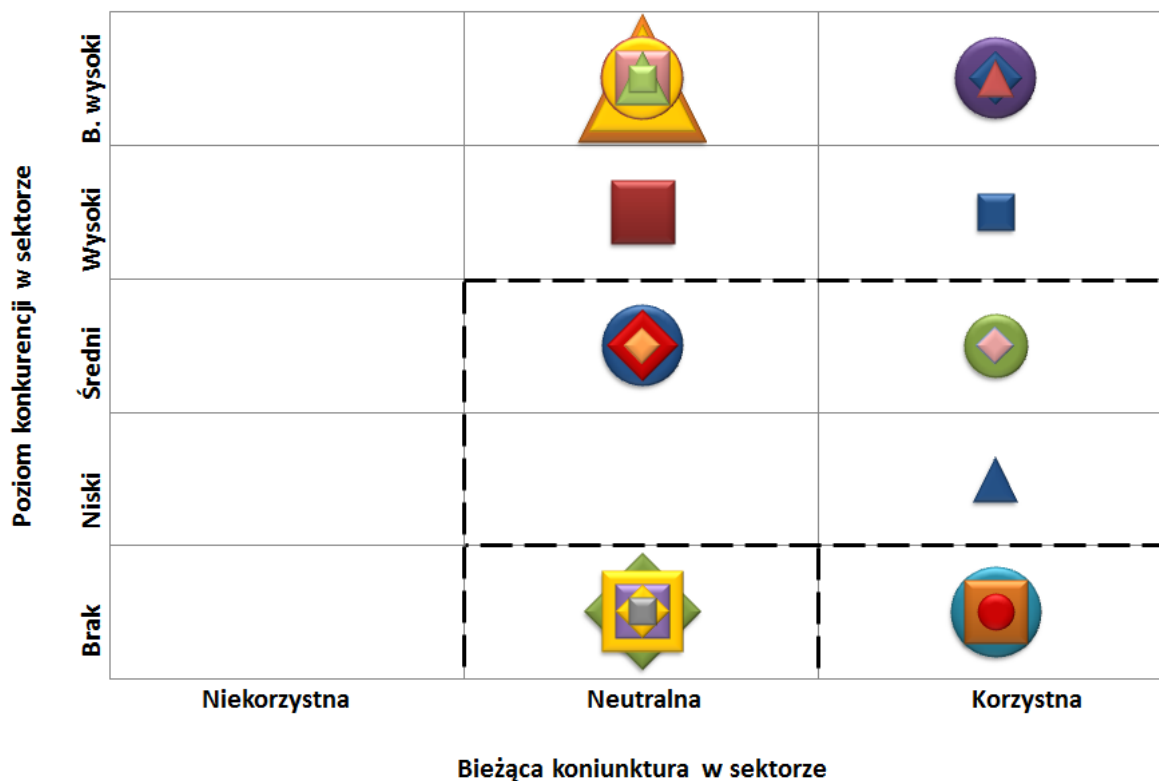 Poziom konkurencji w sektorze
B. wysoki
Wysoki
Średni
Niski
Brak
Niekorzystna
Neutralna
Korzystna
Bieżąca koniunktura w sektorze